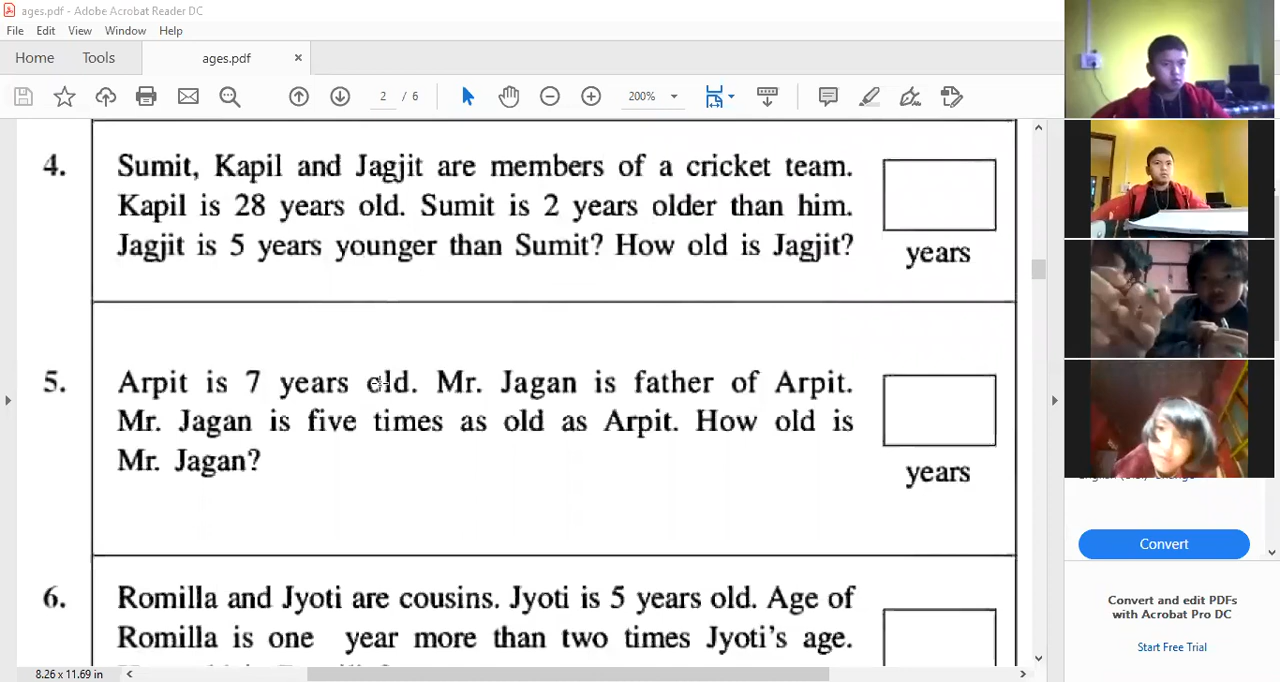 ages.pdf - Adobe Acrobat Reader DC
File Edit View Window Help
Home Tools ages.pdf ×
2 / 6 200%
4. Sumit, Kapil and Jagjit are members of a cricket team.
Kapil is 28 years old. Sumit is 2 years older than him.
Jagjit is 5 years younger than Sumit? How old is Jagjit?
years
5. Arpit is 7 years old. Mr. Jagan is father of Arpit.
Mr. Jagan is five times as old as Arpit. How old is
Mr. Jagan?
years
6. Romilla and Jyoti are cousins. Jyoti is 5 years old. Age of
Romilla is one year more than two times Jyoti's age.
8.26 x 11.69 in
Convert
Convert and edit PDFs
with Acrobat Pro DC
Start Free Trial